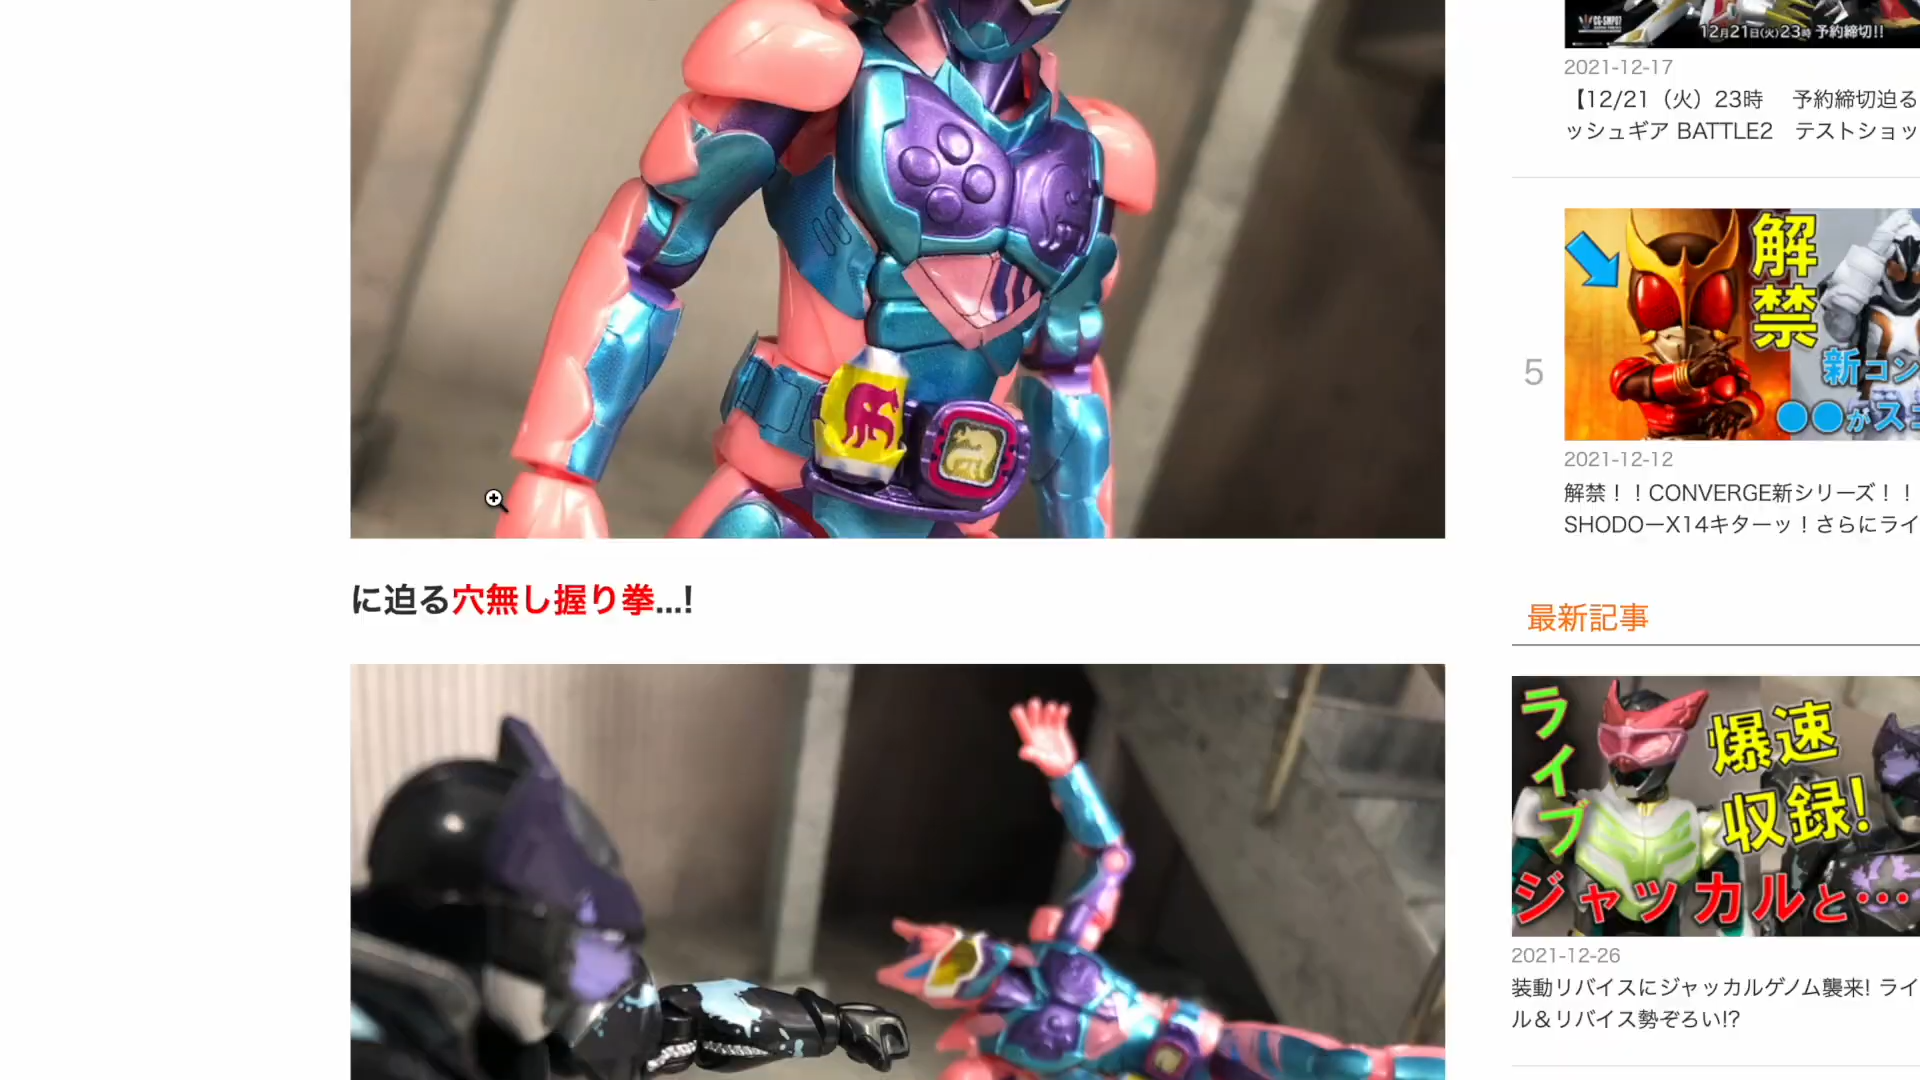 に迫る穴無し握り拳...!
CG-SMP07
12月21日(火)23時 予約締切!!
2021-12-17
【12/21（火）23時　予約締切迫る
ッシュギア BATTLE2　テストショッ
5
解禁
新コン
●●がスコ
2021-12-12
解禁！！CONVERGE新シリーズ！！
SHODO―X14キターッ！さらにライ
最新記事
ライブ
爆速
収録!
ジャッカルと…
2021-12-26
装動リバイスにジャッカルゲノム襲来! ライ
ル＆リバイス勢ぞろい!?